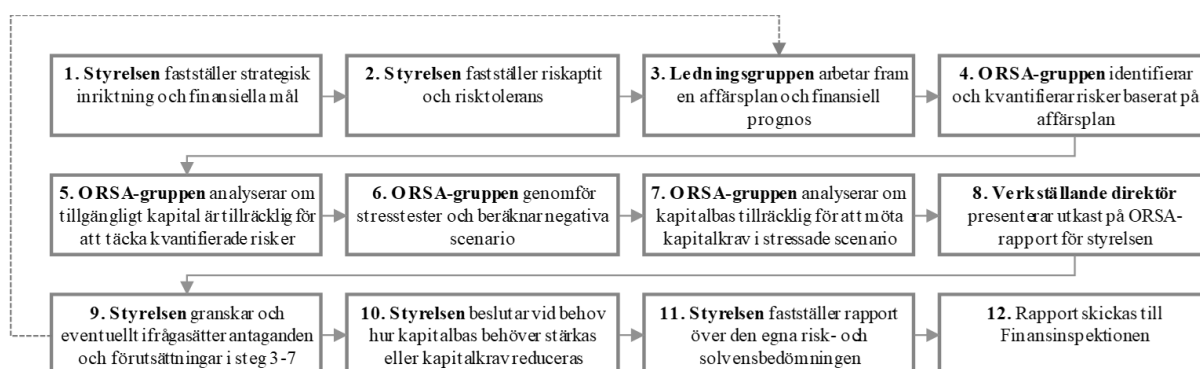 1. Styrelsen fastställer strategisk
inriktning och finansiella mål
2. Styrelsen fastställer riskaptit
och risktolerans
3. Ledningsgruppen arbetar fram
en affärsplan och finansiell
prognos
4. ORSA-gruppen identifierar
och kvantifierar risker baserat på
affärsplan
5. ORSA-gruppen analyserar om
tillgängligt kapital är tillräcklig för
att täcka kvantifierade risker
6. ORSA-gruppen genomför
stresstester och beräknar negativa
scenario
7. ORSA-gruppen analyserar om
kapitalbas tillräcklig för att möta
kapitalkrav i stressade scenario
8. Verkställande direktör
presenterar utkast på ORSA-
rapport för styrelsen
9. Styrelsen granskar och
eventuellt ifrågasätter antaganden
och förutsättningar i steg 3-7
10. Styrelsen beslutar vid behov
hur kapitalbas behöver stärkas
eller kapitalkrav reduceras
11. Styrelsen fastställer rapport
över den egna risk- och
solvensbedömningen
12. Rapport skickas till
Finansinspektionen